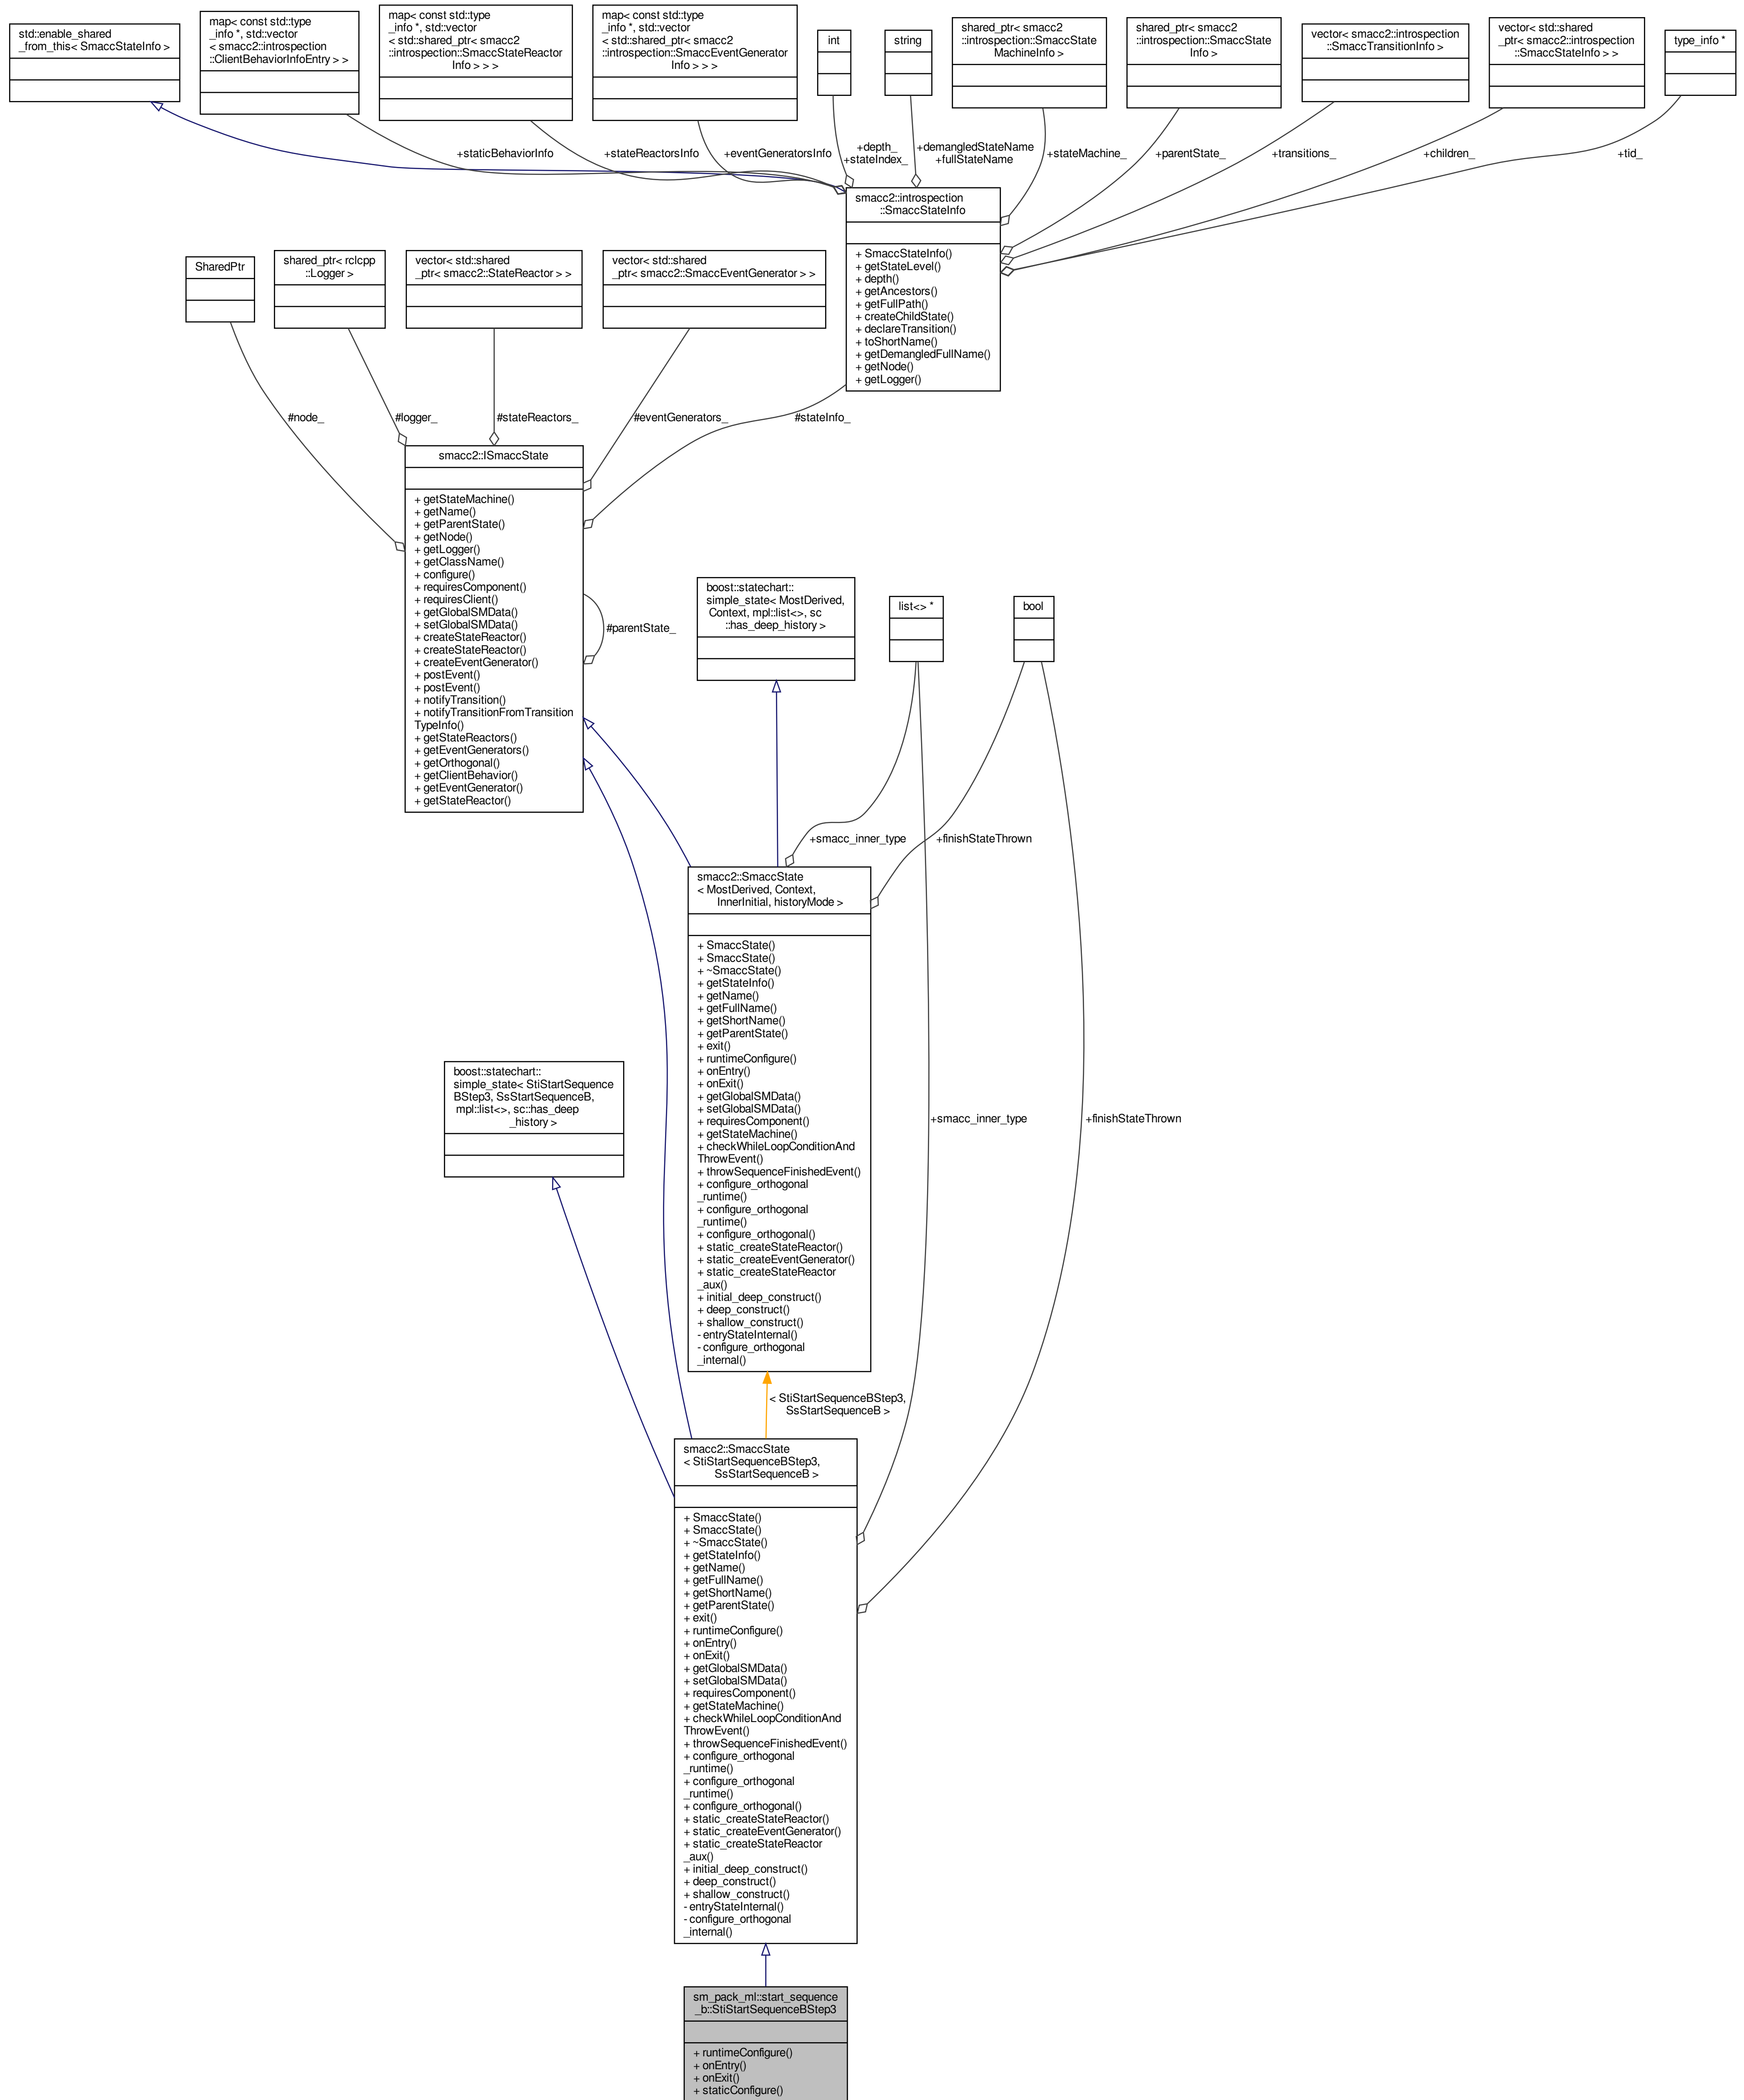 std::enable_shared
_from_this< SmaccStateInfo >
map< const std::type
_info *, std::vector
< smacc2::introspection
::ClientBehaviorInfoEntry > >
map< const std::type
_info *, std::vector
< std::shared_ptr< smacc2
::introspection::SmaccStateReactor
Info > > >
map< const std::type
_info *, std::vector
< std::shared_ptr< smacc2
::introspection::SmaccEventGenerator
Info > > >
int
string
shared_ptr< smacc2
::introspection::SmaccState
MachineInfo >
shared_ptr< smacc2
::introspection::SmaccState
Info >
vector< smacc2::introspection
::SmaccTransitionInfo >
vector< std::shared
_ptr< smacc2::introspection
::SmaccStateInfo > >
type_info *
+staticBehaviorInfo
+stateReactorsInfo
+eventGeneratorsInfo
+depth_
+stateIndex_
+demangledStateName
+fullStateName
+stateMachine_
+parentState_
+transitions_
+children_
+tid_
smacc2::introspection
::SmaccStateInfo
+ SmaccStateInfo()
+ getStateLevel()
+ depth()
+ getAncestors()
+ getFullPath()
+ createChildState()
+ declareTransition()
+ toShortName()
+ getDemangledFullName()
+ getNode()
+ getLogger()
SharedPtr
shared_ptr< rclcpp
::Logger >
vector< std::shared
_ptr< smacc2::StateReactor > >
vector< std::shared
_ptr< smacc2::SmaccEventGenerator > >
#node_
#logger_
#stateReactors_
#eventGenerators_
#stateInfo_
smacc2::ISmaccState
+ getStateMachine()
+ getName()
+ getParentState()
+ getNode()
+ getLogger()
+ getClassName()
+ configure()
+ requiresComponent()
+ requiresClient()
+ getGlobalSMData()
+ setGlobalSMData()
+ createStateReactor()
+ createStateReactor()
+ createEventGenerator()
+ postEvent()
+ postEvent()
+ notifyTransition()
+ notifyTransitionFromTransition
TypeInfo()
+ getStateReactors()
+ getEventGenerators()
+ getOrthogonal()
+ getClientBehavior()
+ getEventGenerator()
+ getStateReactor()
#parentState_
boost::statechart::
simple_state< MostDerived,
Context, mpl::list<>, sc
::has_deep_history >
list<> *
bool
+smacc_inner_type
+finishStateThrown
smacc2::SmaccState
< MostDerived, Context,
InnerInitial, historyMode >
+ SmaccState()
+ SmaccState()
+ ~SmaccState()
+ getStateInfo()
+ getName()
+ getFullName()
+ getShortName()
+ getParentState()
+ exit()
+ runtimeConfigure()
+ onEntry()
+ onExit()
+ getGlobalSMData()
+ setGlobalSMData()
+ requiresComponent()
+ getStateMachine()
+ checkWhileLoopConditionAnd
ThrowEvent()
+ throwSequenceFinishedEvent()
+ configure_orthogonal
_runtime()
+ configure_orthogonal
_runtime()
+ configure_orthogonal()
+ static_createStateReactor()
+ static_createEventGenerator()
+ static_createStateReactor
_aux()
+ initial_deep_construct()
+ deep_construct()
+ shallow_construct()
- entryStateInternal()
- configure_orthogonal
_internal()
boost::statechart::
simple_state< StiStartSequence
BStep3, SsStartSequenceB,
mpl::list<>, sc::has_deep
_history >
+smacc_inner_type
+finishStateThrown
< StiStartSequenceBStep3,
SsStartSequenceB >
smacc2::SmaccState
< StiStartSequenceBStep3,
SsStartSequenceB >
+ SmaccState()
+ SmaccState()
+ ~SmaccState()
+ getStateInfo()
+ getName()
+ getFullName()
+ getShortName()
+ getParentState()
+ exit()
+ runtimeConfigure()
+ onEntry()
+ onExit()
+ getGlobalSMData()
+ setGlobalSMData()
+ requiresComponent()
+ getStateMachine()
+ checkWhileLoopConditionAnd
ThrowEvent()
+ throwSequenceFinishedEvent()
+ configure_orthogonal
_runtime()
+ configure_orthogonal
_runtime()
+ configure_orthogonal()
+ static_createStateReactor()
+ static_createEventGenerator()
+ static_createStateReactor
_aux()
+ initial_deep_construct()
+ deep_construct()
+ shallow_construct()
- entryStateInternal()
- configure_orthogonal
_internal()
sm_pack_ml::start_sequence
_b::StiStartSequenceBStep3
+ runtimeConfigure()
+ onEntry()
+ onExit()
+ staticConfigure()